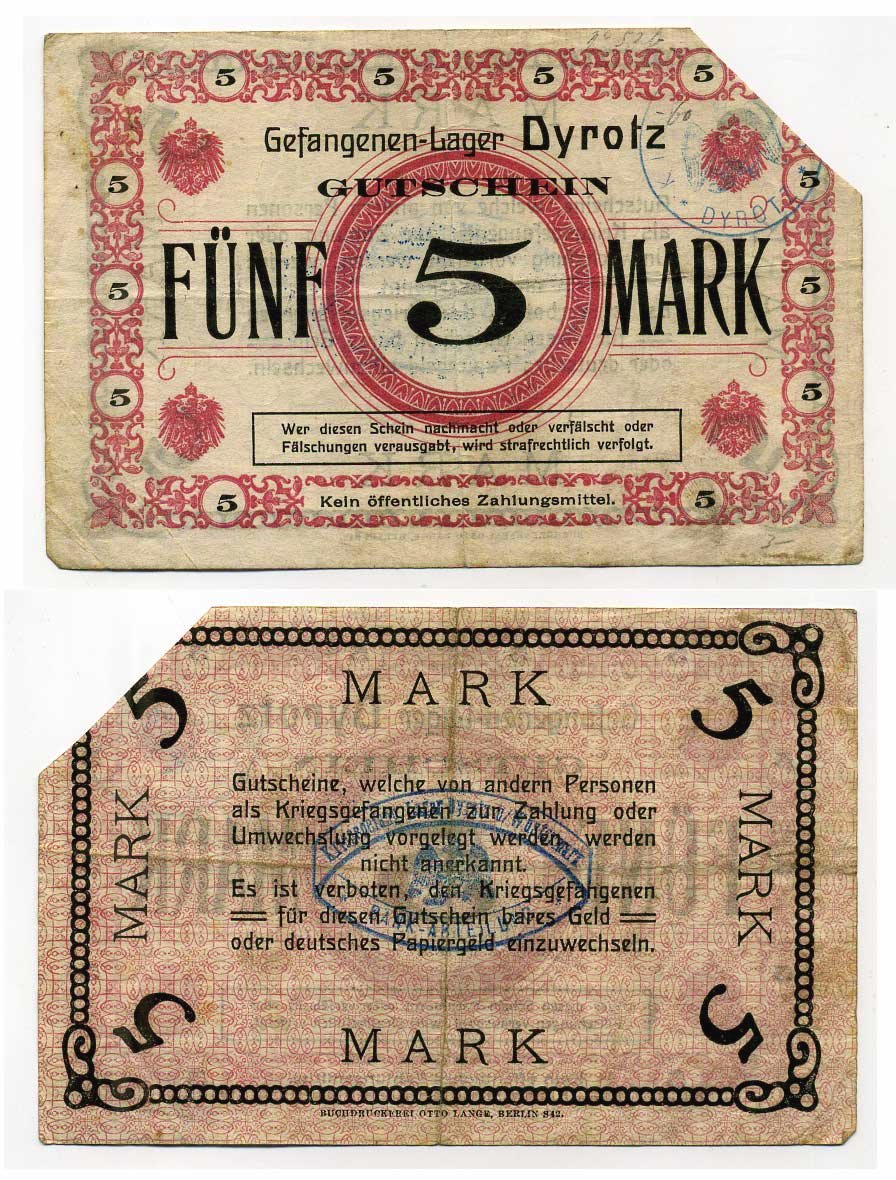 5 5 5 5
Gefangenen-Lager Dyrotz
GUTSCHEIN
5 5
* DYROTZ *
FÜNF 5 MARK
5 5
5 5
Wer diesen Schein nachmacht oder verfälscht oder
Fälschungen verausgabt, wird strafrechtlich verfolgt.
5 Kein öffentliches Zahlungsmittel. 5
5 MARK 5
Gutscheine, welche von andern Personen
als Kriegsgefangenen zur Zahlung oder
Umwechslung vorgelegt werden, werden
nicht anerkannt.
Es ist verboten, den Kriegsgefangenen
für diesen Gutschein bares Geld
oder deutsches Papiergeld einzuwechseln.
MARK
MARK
5 MARK 5
BUCHDRUCKEREI OTTO LANGE, BERLIN S42.